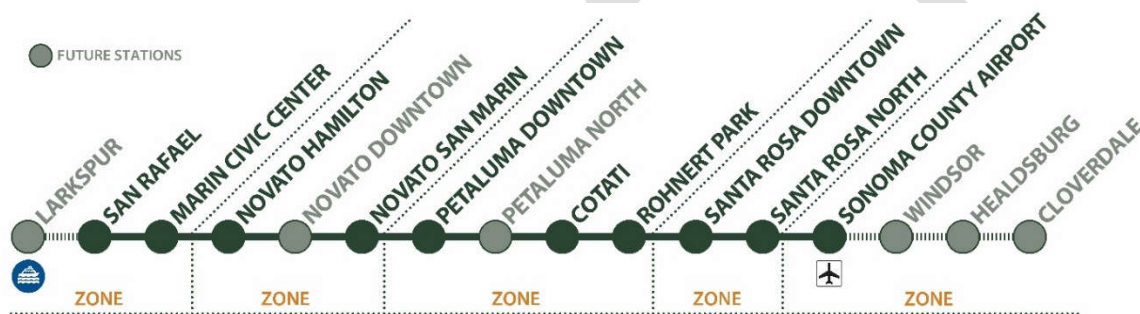 FUTURE STATIONS
LARKSPUR
SAN RAFAEL
MARIN CIVIC CENTER
NOVATO HAMILTON
NOVATO DOWNTOWN
NOVATO SAN MARIN
PETALUMA DOWNTOWN
PETALUMA NORTH
COTATI
ROHNERT PARK
SANTA ROSA DOWNTOWN
SANTA ROSA NORTH
SONOMA COUNTY AIRPORT
WINDSOR
HEALDSBURG
CLOVERDALE
ZONE
ZONE
ZONE
ZONE
ZONE